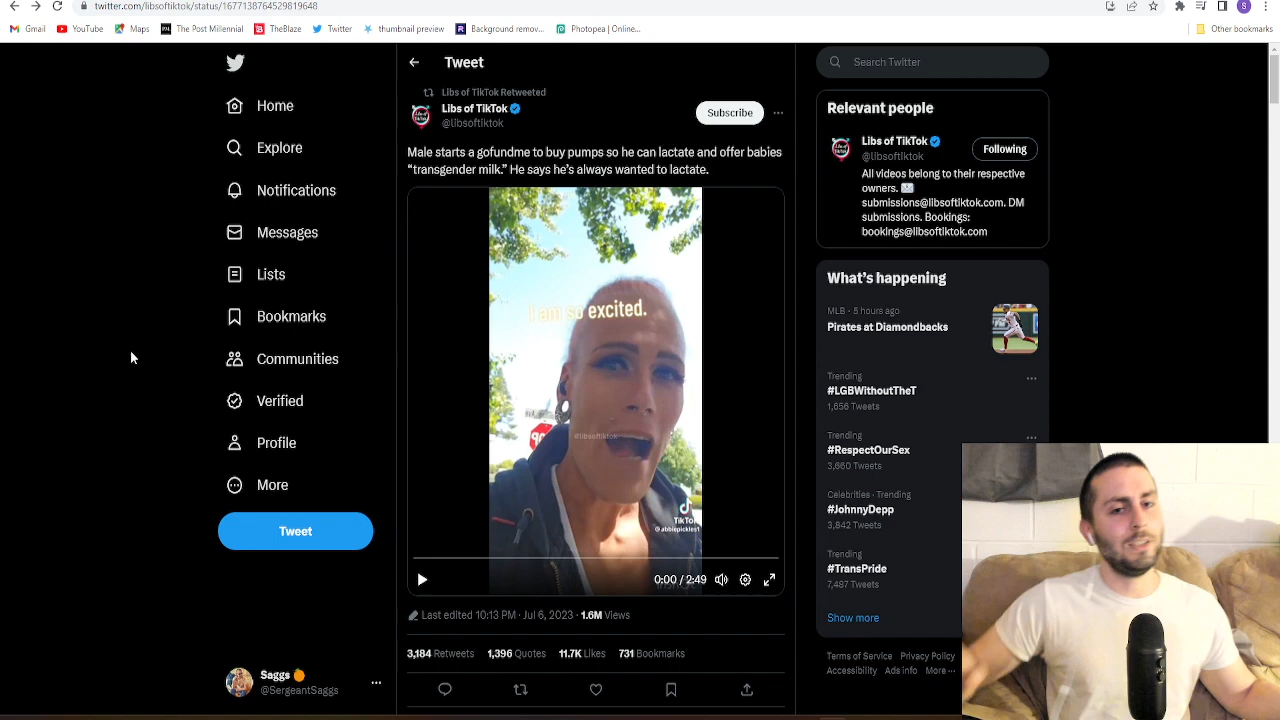 twitter.com/libsoftiktok/status/1677138764529819648
S
Gmail
YouTube
Maps
The Post Millennial
TheBlaze
Twitter
thumbnail preview
Background remov...
Photopea | Online...
Other bookmarks
Home
Explore
Notifications
Messages
Lists
Bookmarks
Communities
Verified
Profile
More
Tweet
Saggs
@SergeantSaggs
Tweet
Libs of TikTok Retweeted
Libs of TikTok
@libsoftiktok
Subscribe
Male starts a gofundme to buy pumps so he can lactate and offer babies
“transgender milk.” He says he’s always wanted to lactate.
I am so excited.
@libsoftiktok
TikTok
@abbiepickles1
0:00 / 2:49
Last edited 10:13 PM · Jul 6, 2023 · 1.6M Views
3,184 Retweets 1,396 Quotes 11.7K Likes 731 Bookmarks
Search Twitter
Relevant people
Libs of TikTok
@libsoftiktok
Following
All videos belong to their respective
owners.
submissions@libsoftiktok.com. DM
submissions. Bookings:
bookings@libsoftiktok.com
What’s happening
MLB · 5 hours ago
Pirates at Diamondbacks
Trending
#LGBWithoutTheT
1,656 Tweets
Trending
#RespectOurSex
3,660 Tweets
Celebrities · Trending
#JohnnyDepp
3,842 Tweets
Trending
#TransPride
7,487 Tweets
Show more
Terms of Service Privacy Policy
Accessibility Ads info More